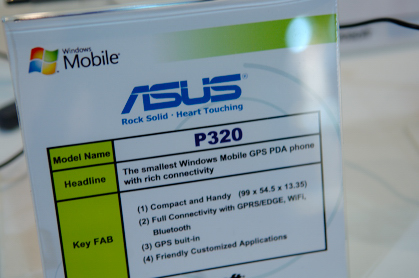 Windows
Mobile
ASUS
Rock Solid · Heart Touching
Model Name P320
Headline The smallest Windows Mobile GPS PDA phone
with rich connectivity
Key FAB
(1) Compact and Handy (99 x 54.5 x 13.35)
(2) Full Connectivity with GPRS/EDGE, WiFi,
Bluetooth
(3) GPS bulit-in
(4) Friendly Customized Applications